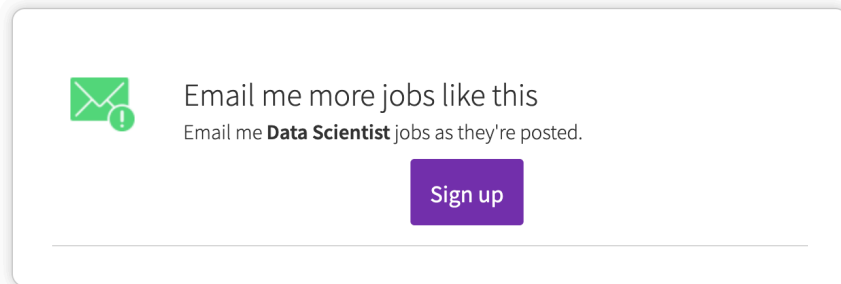 Email me more jobs like this
Email me Data Scientist jobs as they're posted.
Sign up